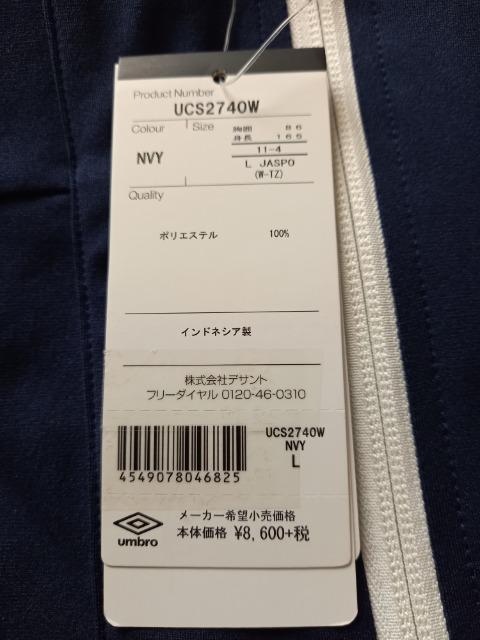 Product Number
UCS2740W
Colour Size 胸囲 86
身長 165
NVY 11-4
L JASPO
(W-TZ)
Quality
ポリエステル 100%
インドネシア製
株式会社デサント
フリーダイヤル 0120-46-0310
UCS2740W
NVY
L
4549078046825
umbro
メーカー希望小売価格
本体価格 ¥8,600+税